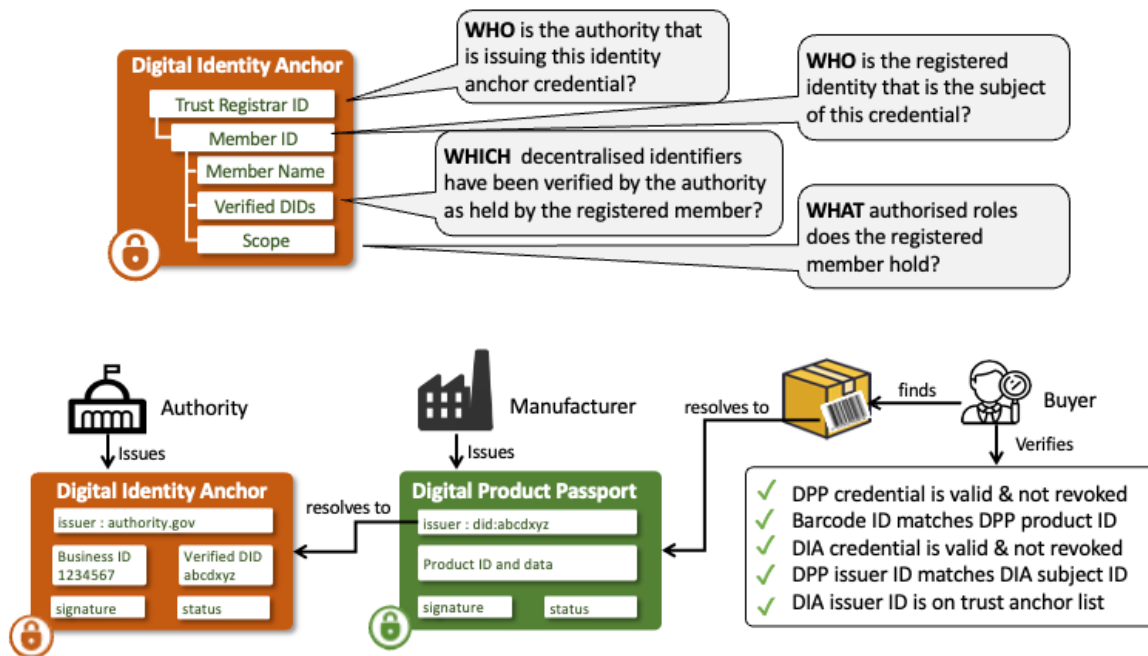 Digital Identity Anchor
Trust Registrar ID
Member ID
Member Name
Verified DIDs
Scope
WHO is the authority that
is issuing this identity
anchor credential?
WHO is the registered
identity that is the subject
of this credential?
WHICH decentralised identifiers
have been verified by the authority
as held by the registered member?
WHAT authorised roles
does the registered
member hold?
Authority
Issues
Digital Identity Anchor
issuer : authority.gov
Business ID
1234567
Verified DID
abcdxyz
signature
status
resolves to
Manufacturer
Issues
Digital Product Passport
issuer : did:abcdxyz
Product ID and data
signature
status
resolves to
finds
Buyer
Verifies
✓ DPP credential is valid & not revoked
✓ Barcode ID matches DPP product ID
✓ DIA credential is valid & not revoked
✓ DPP issuer ID matches DIA subject ID
✓ DIA issuer ID is on trust anchor list